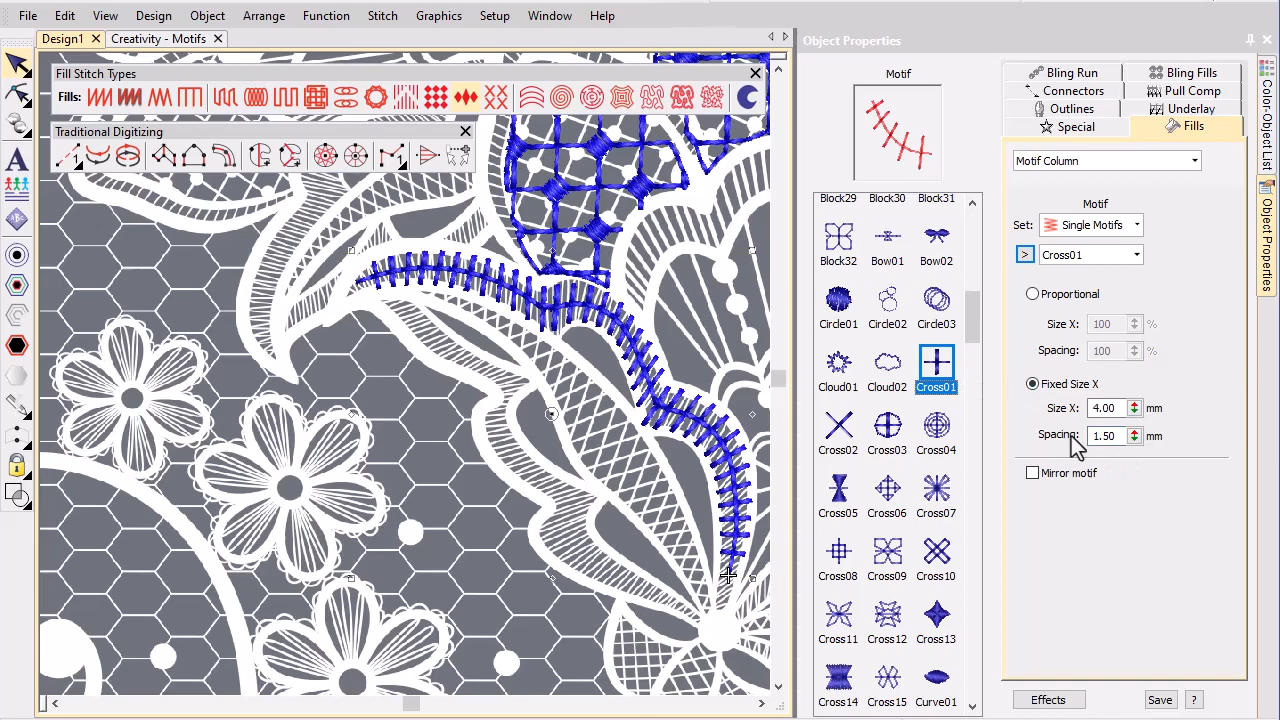 File View Design Object Arrange Function Stitch Graphics Setup Window Help
Design1 Creativity - Motifs
Object Properties
Fill Stitch Types
Fills:
Traditional Digitizing
1 1
A
ABC
Motif
Block29 Block30 Block31
Block32 Bow01 Bow02
Circle01 Circle02 Circle03
Cloud01 Cloud02 Cross01
Cross02 Cross03 Cross04
Cross05 Cross06 Cross07
Cross08 Cross09 Cross10
Cross11 Cross12 Cross13
Cross14 Cross15 Curve01
Bling Run Bling Fills
Connectors Pull Comp
Outlines Underlay
Special Fills
Motif Column
Motif
Set: Single Motifs
> Cross01
Proportional
Size X: 100 %
Spacing: 100 %
Fixed Size X
Size X: 4.00 mm
Spacing: 1.50 mm
Mirror motif
Effects Save ?
Color-Object List
Object Properties